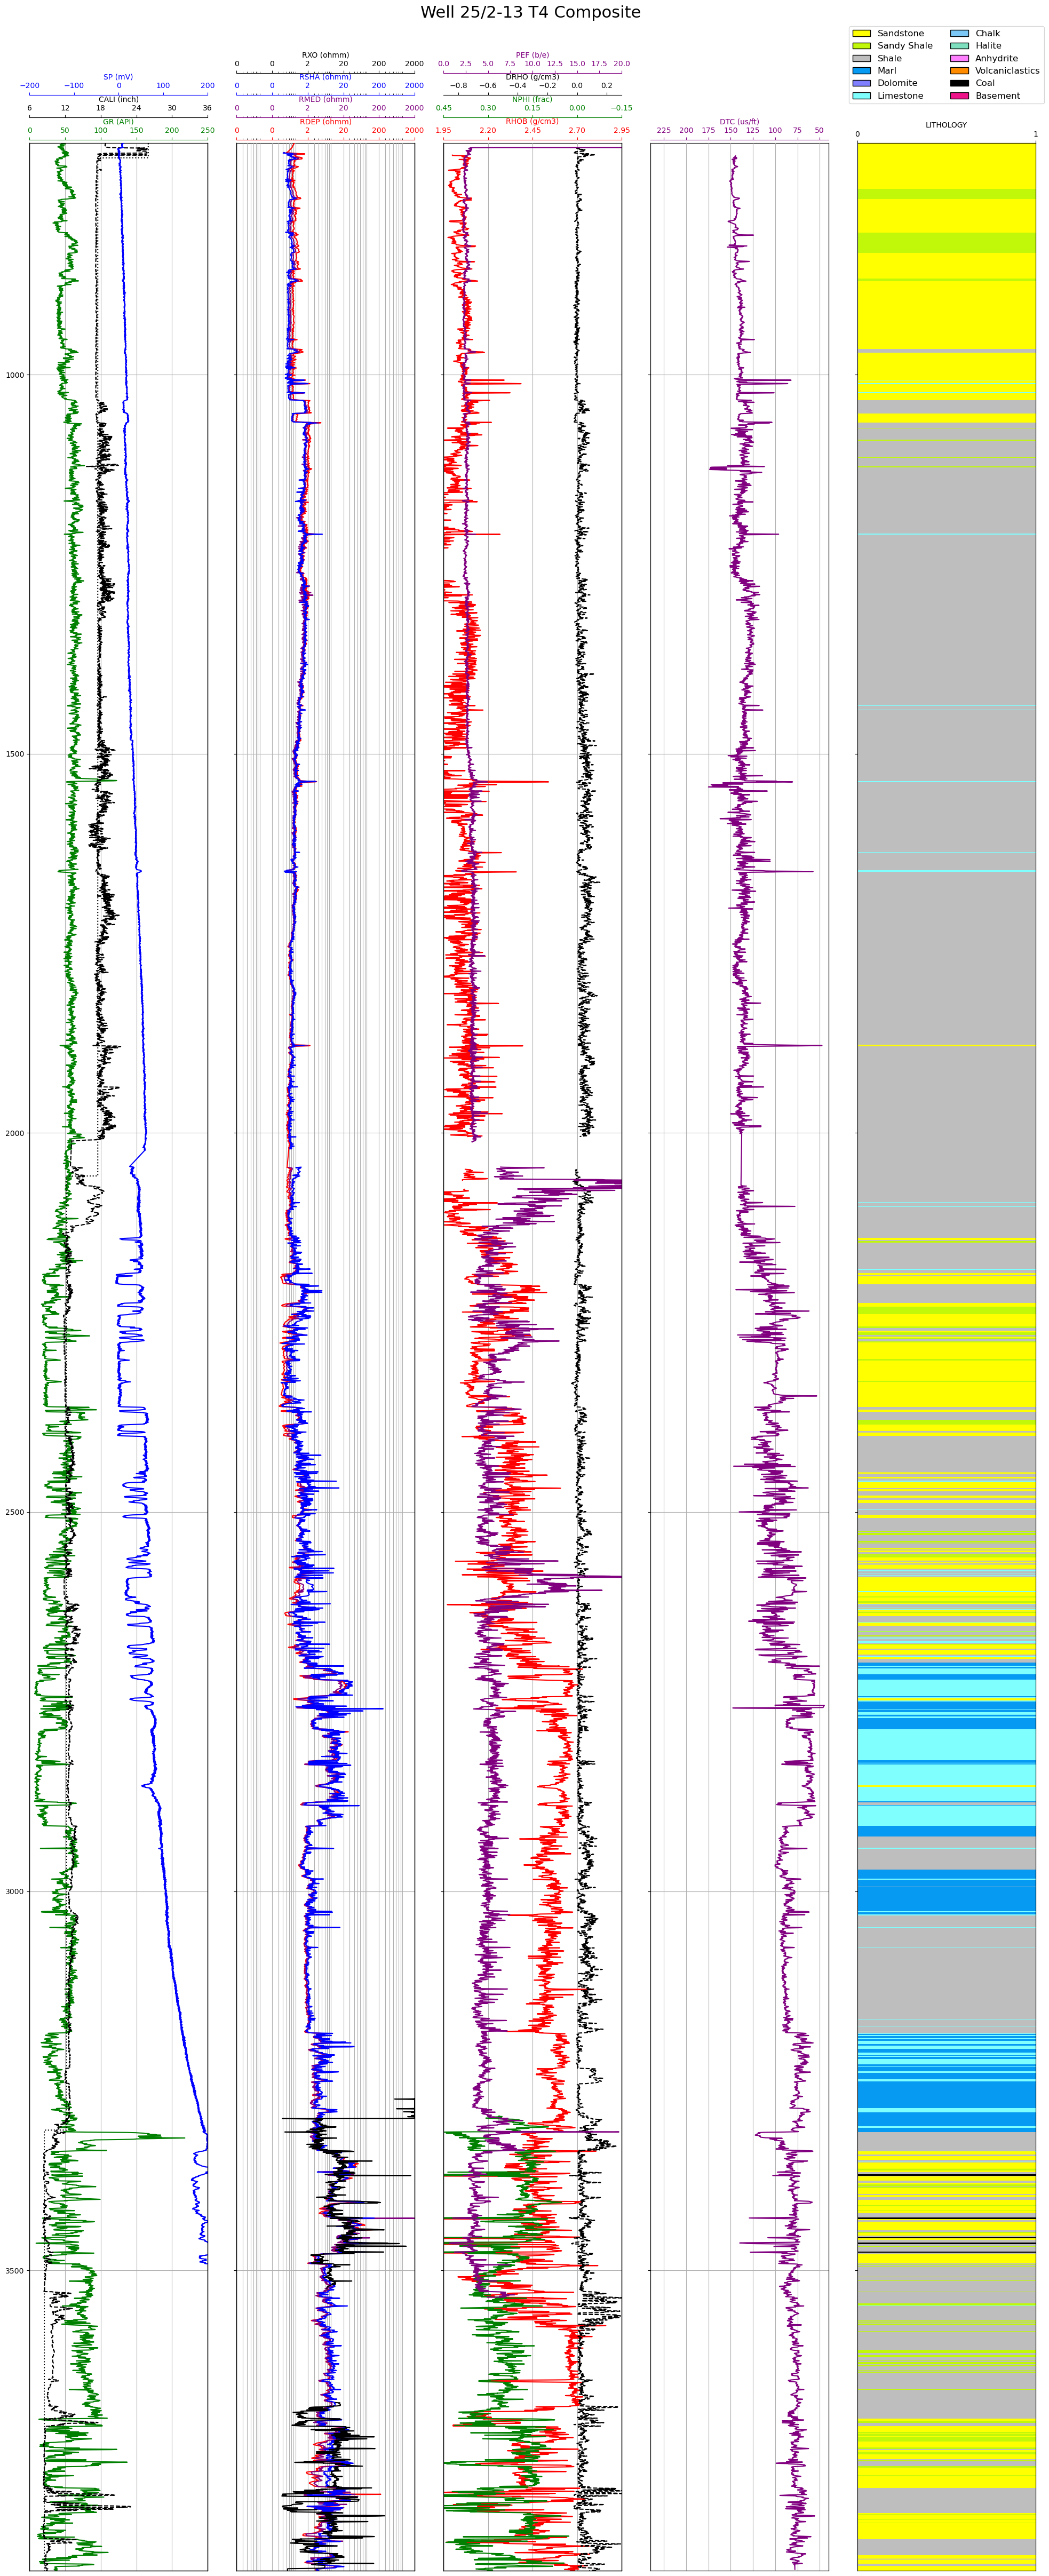 Well 25/2-13 T4 Composite
Sandstone Chalk
Sandy Shale Halite
Shale Anhydrite
Marl Volcaniclastics
Dolomite Coal
Limestone Basement
RXO (ohmm) PEF (b/e)
0 0 2 20 200 2000 0.0 2.5 5.0 7.5 10.0 12.5 15.0 17.5 20.0
SP (mV) RSHA (ohmm) DRHO (g/cm3)
−200 −100 0 100 200 0 0 2 20 200 2000 −0.8 −0.6 −0.4 −0.2 0.0 0.2
CALI (inch) RMED (ohmm) NPHI (frac)
6 12 18 24 30 36 0 0 2 20 200 2000 0.45 0.30 0.15 0.00 −0.15
GR (API) RDEP (ohmm) RHOB (g/cm3) DTC (us/ft) LITHOLOGY
0 50 100 150 200 250 0 0 2 20 200 2000 1.95 2.20 2.45 2.70 2.95 225 200 175 150 125 100 75 50 0 1
1000
1500
2000
2500
3000
3500